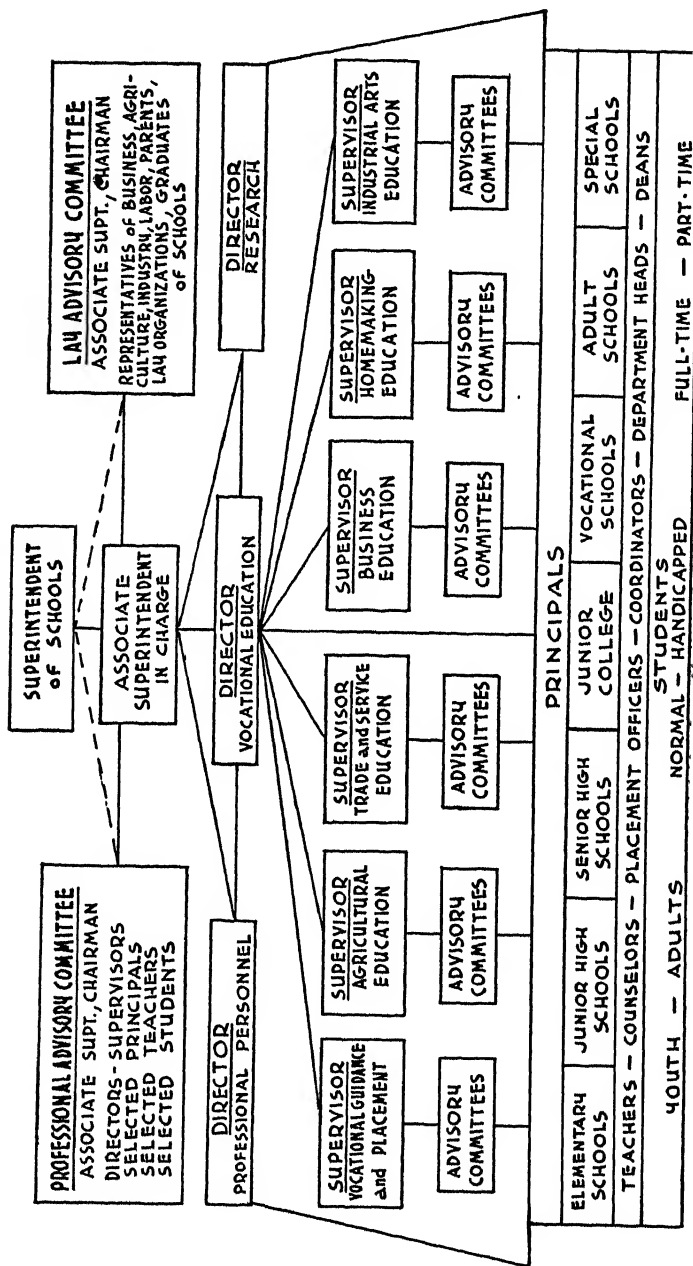 SUPERINTENDENT
of SCHOOLS
PROFESSIONAL ADVISORY COMMITTEE
ASSOCIATE SUPT., CHAIRMAN
DIRECTORS - SUPERVISORS
SELECTED PRINCIPALS
SELECTED TEACHERS
SELECTED STUDENTS
ASSOCIATE
SUPERINTENDENT
IN CHARGE
LAY ADVISORY COMMITTEE
ASSOCIATE SUPT., CHAIRMAN
REPRESENTATIVES of BUSINESS, AGRI-
CULTURE, INDUSTRY, LABOR, PARENTS,
LAY ORGANIZATIONS, GRADUATES
of SCHOOLS
DIRECTOR
PROFESSIONAL PERSONNEL
DIRECTOR
VOCATIONAL EDUCATION
DIRECTOR
RESEARCH
SUPERVISOR
VOCATIONAL GUIDANCE
and PLACEMENT
SUPERVISOR
AGRICULTURAL
EDUCATION
SUPERVISOR
TRADE and SERVICE
EDUCATION
SUPERVISOR
BUSINESS
EDUCATION
SUPERVISOR
HOMEMAKING
EDUCATION
SUPERVISOR
INDUSTRIAL ARTS
EDUCATION
ADVISORY
COMMITTEES
ADVISORY
COMMITTEES
ADVISORY
COMMITTEES
ADVISORY
COMMITTEES
ADVISORY
COMMITTEES
ADVISORY
COMMITTEES
PRINCIPALS
ELEMENTARY
SCHOOLS
JUNIOR HIGH
SCHOOLS
SENIOR HIGH
SCHOOLS
JUNIOR
COLLEGE
VOCATIONAL
SCHOOLS
ADULT
SCHOOLS
SPECIAL
SCHOOLS
TEACHERS — COUNSELORS — PLACEMENT OFFICERS — COORDINATORS — DEPARTMENT HEADS — DEANS
STUDENTS
YOUTH — ADULTS NORMAL — HANDICAPPED FULL-TIME — PART-TIME